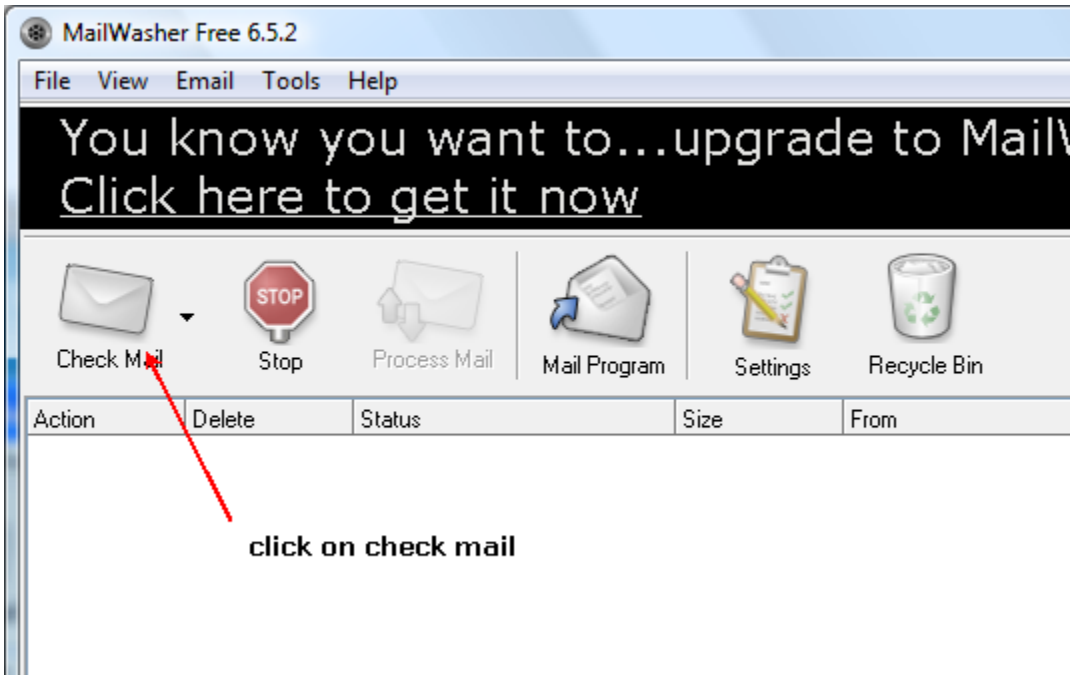 MailWasher Free 6.5.2
File View Email Tools Help
You know you want to...upgrade to Mail
Click here to get it now
STOP
Check Mail Stop Process Mail Mail Program Settings Recycle Bin
Action Delete Status Size From
click on check mail